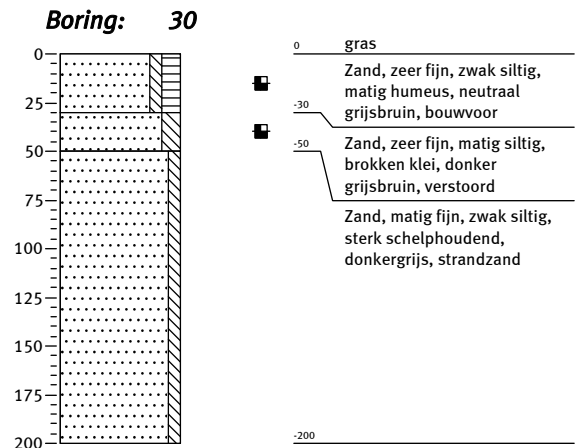 Boring: 30
0
25
50
75
100
125
150
175
200
0 gras
Zand, zeer fijn, zwak siltig,
matig humeus, neutraal
grijsbruin, bouwvoor
-30
Zand, zeer fijn, matig siltig,
brokken klei, donker
grijsbruin, verstoord
-50
Zand, matig fijn, zwak siltig,
sterk schelphoudend,
donkergrijs, strandzand
-200